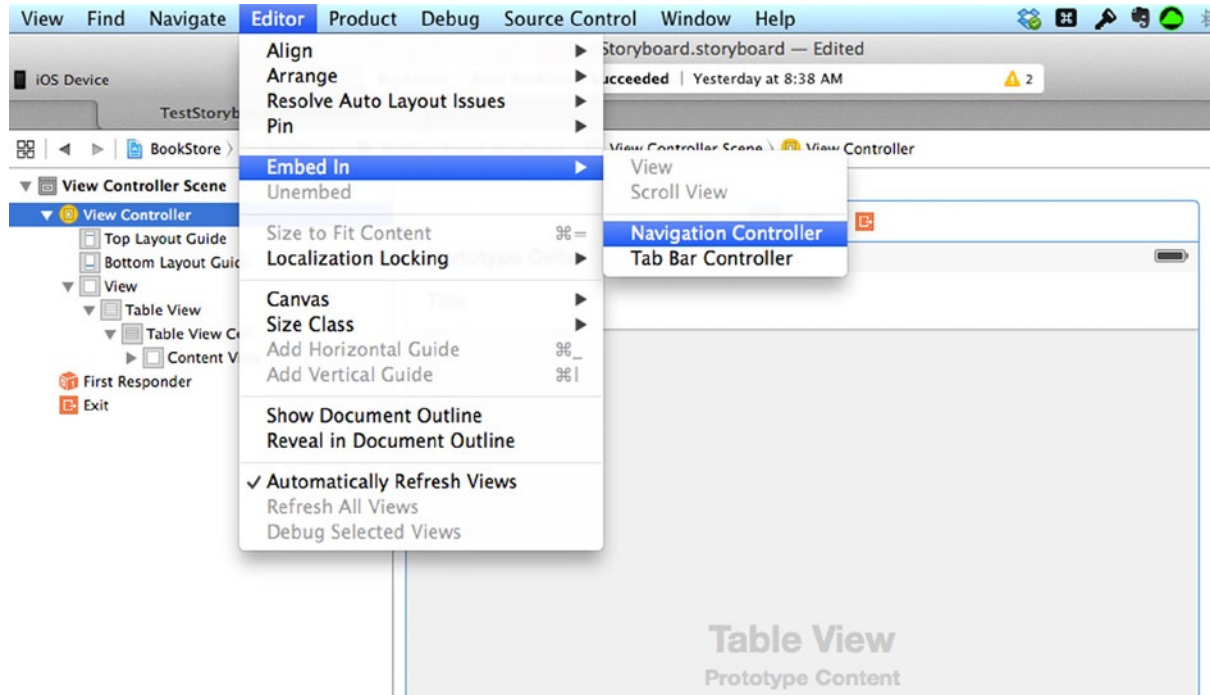 View Find Navigate Editor Product Debug Source Control Window Help
Storyboard.storyboard — Edited
iOS Device
Succeeded | Yesterday at 8:38 AM
2
TestStoryb
BookStore
View Controller Scene
View Controller
View Controller Scene
View Controller
Top Layout Guide
Bottom Layout Guid
View
Table View
Table View Ce
Content V
First Responder
Exit
Align
Arrange
Resolve Auto Layout Issues
Pin
Embed In
Unembed
Size to Fit Content ⌘=
Localization Locking
Canvas
Size Class
Add Horizontal Guide ⌘_
Add Vertical Guide ⌘|
Show Document Outline
Reveal in Document Outline
✓ Automatically Refresh Views
Refresh All Views
Debug Selected Views
View
Scroll View
Navigation Controller
Tab Bar Controller
Title
Table View
Prototype Content